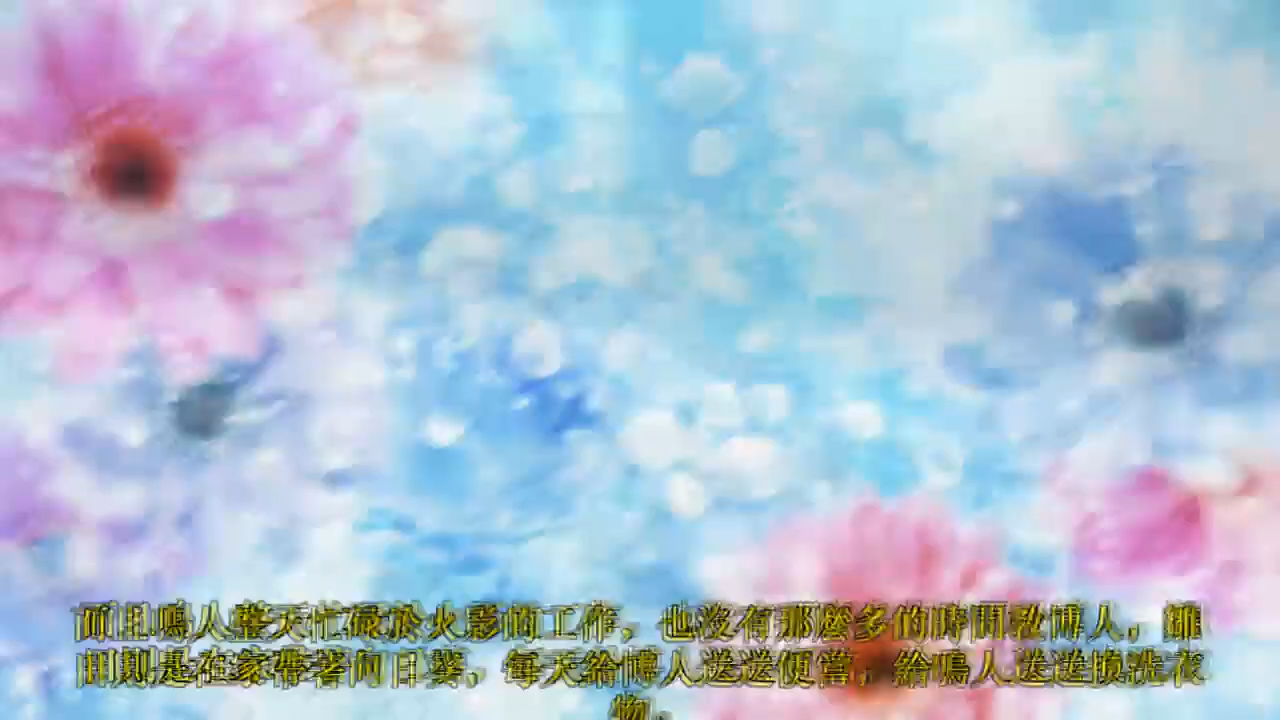 而且鳴人整天忙碌於火影的工作，也沒有那麼多的時間教博人，雛
田則是在家帶著向日葵，每天給博人送送便當，給鳴人送送換洗衣
物。